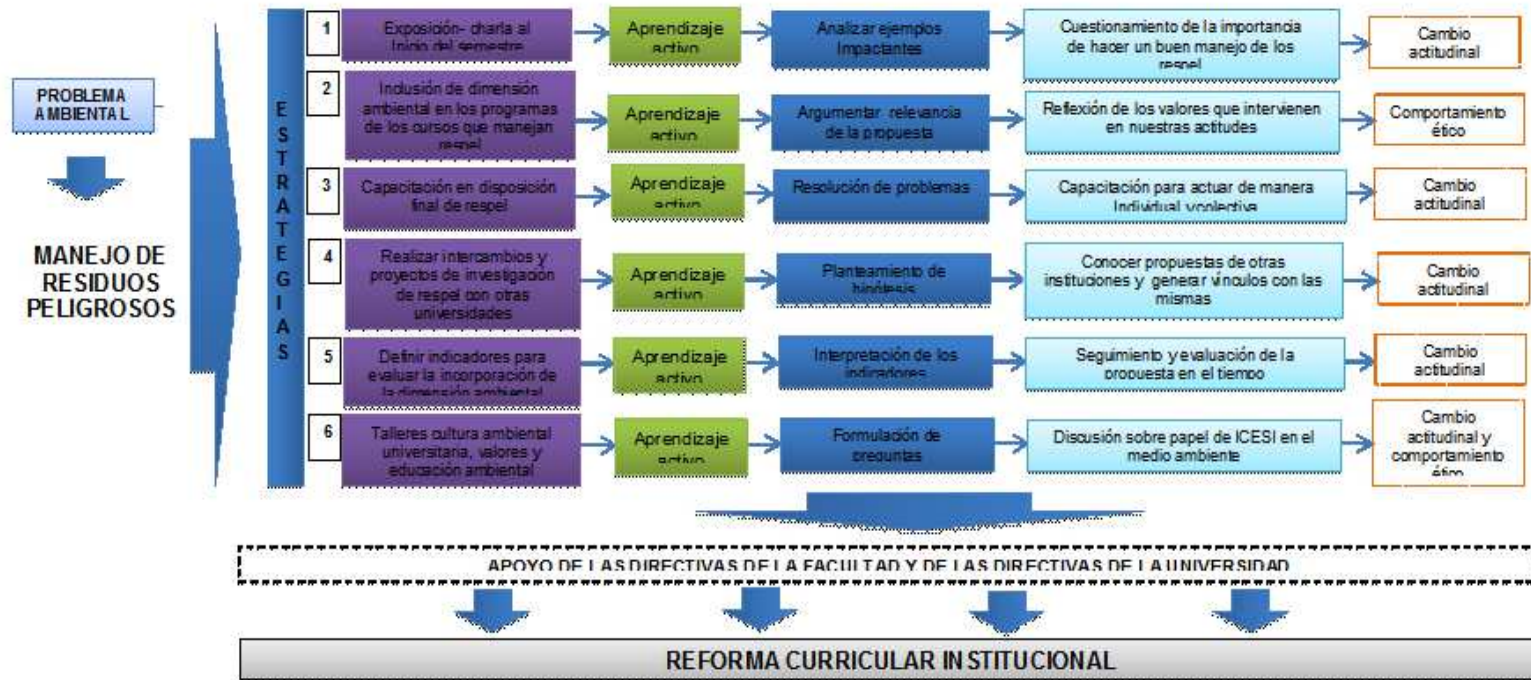 PROBLEMA
AMBIENTAL
MANEJO DE
RESIDUOS
PELIGROSOS
ESTRATEGIAS
1
Exposición- charla al
Inicio del semestre
Aprendizaje
activo
Analizar ejemplos
Impactantes
Cuestionamiento de la importancia
de hacer un buen manejo de los
respel
Cambio
actitudinal
2
Inclusión de dimensión
ambiental en los programas
de los cursos que manejan
respel
Aprendizaje
activo
Argumentar relevancia
de la propuesta
Reflexión de los valores que intervienen
en nuestras actitudes
Comportamiento
ético
3
Capacitación en disposición
final de respel
Aprendizaje
activo
Resolución de problemas
Capacitación para actuar de manera
Individual y colectiva
Cambio
actitudinal
4
Realizar intercambios y
proyectos de investigación
de respel con otras
universidades
Aprendizaje
activo
Planteamiento de
hipótesis
Conocer propuestas de otras
instituciones y generar vínculos con las
mismas
Cambio
actitudinal
5
Definir indicadores para
evaluar la incorporación de
la dimensión ambiental
Aprendizaje
activo
Interpretación de los
indicadores
Seguimiento y evaluación de la
propuesta en el tiempo
Cambio
actitudinal
6
Talleres cultura ambiental
universitaria, valores y
educación ambiental
Aprendizaje
activo
Formulación de
preguntas
Discusión sobre papel de ICESI en el
medio ambiente
Cambio
actitudinal y
comportamiento
ético
APOYO DE LAS DIRECTIVAS DE LA FACULTAD Y DE LAS DIRECTIVAS DE LA UNIVERSIDAD
REFORMA CURRICULAR INSTITUCIONAL